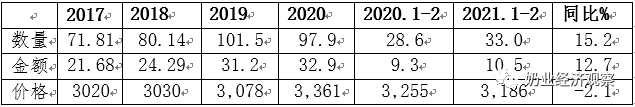 2017 2018 2019 2020 2020.1-2 2021.1-2 同比%
数量 71.81 80.14 101.5 97.9 28.6 33.0 15.2
金额 21.68 24.29 31.2 32.9 9.3 10.5 12.7
价格 3020 3030 3,078 3,361 3,255 3,186 -2.1
奶业经济观察